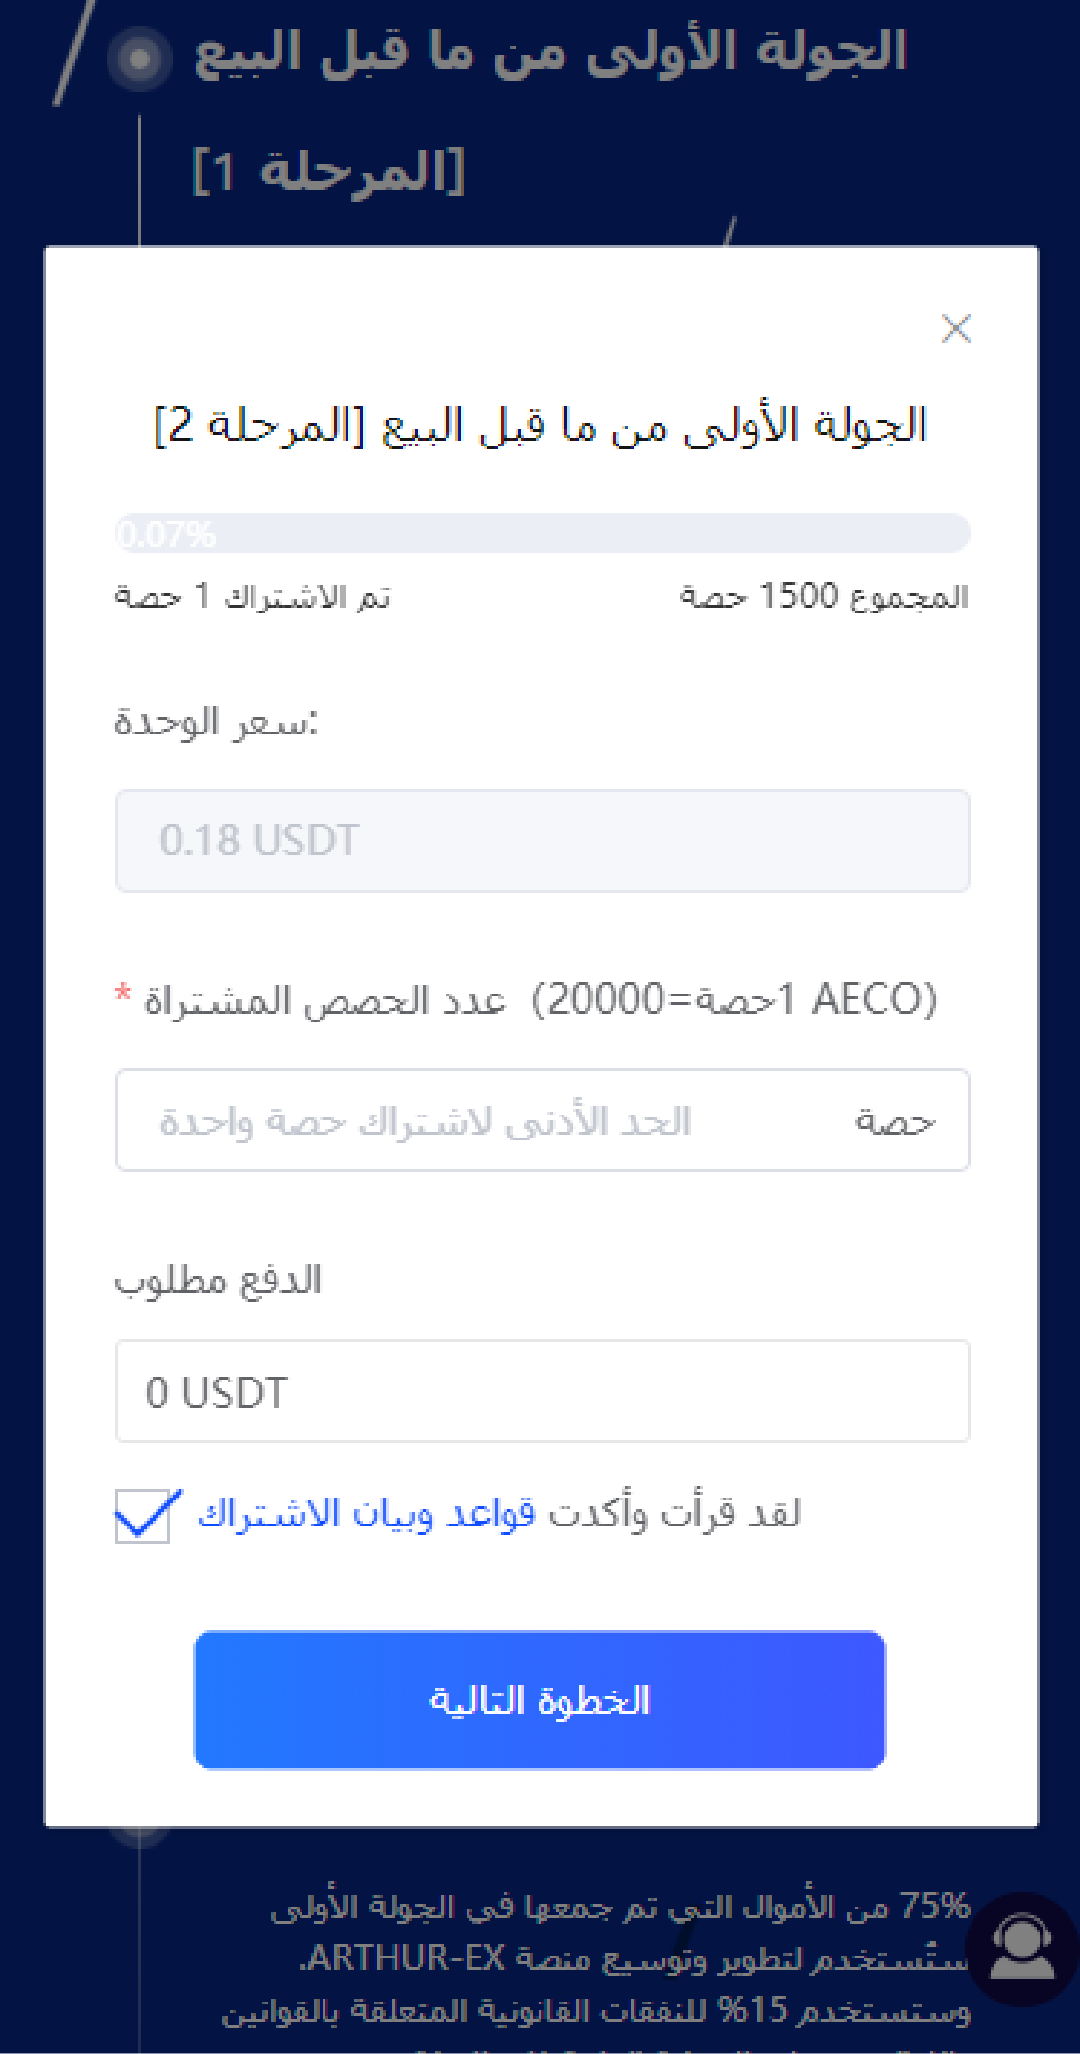 الجولة الأولى من ما قبل البيع
[المرحلة 1]
الجولة الأولى من ما قبل البيع [المرحلة 2]
0.07%
المجموع 1500 حصة
تم الاشتراك 1 حصة
سعر الوحدة:
0.18 USDT
* عدد الحصص المشتراة (1حصة=20000 AECO)
الحد الأدنى لاشتراك حصة واحدة
حصة
الدفع مطلوب
0 USDT
لقد قرأت وأكدت قواعد وبيان الاشتراك
الخطوة التالية
75% من الأموال التي تم جمعها في الجولة الأولى
ستُستخدم لتطوير وتوسيع منصة ARTHUR-EX.
وستستخدم 15% للنفقات القانونية المتعلقة بالقوانين